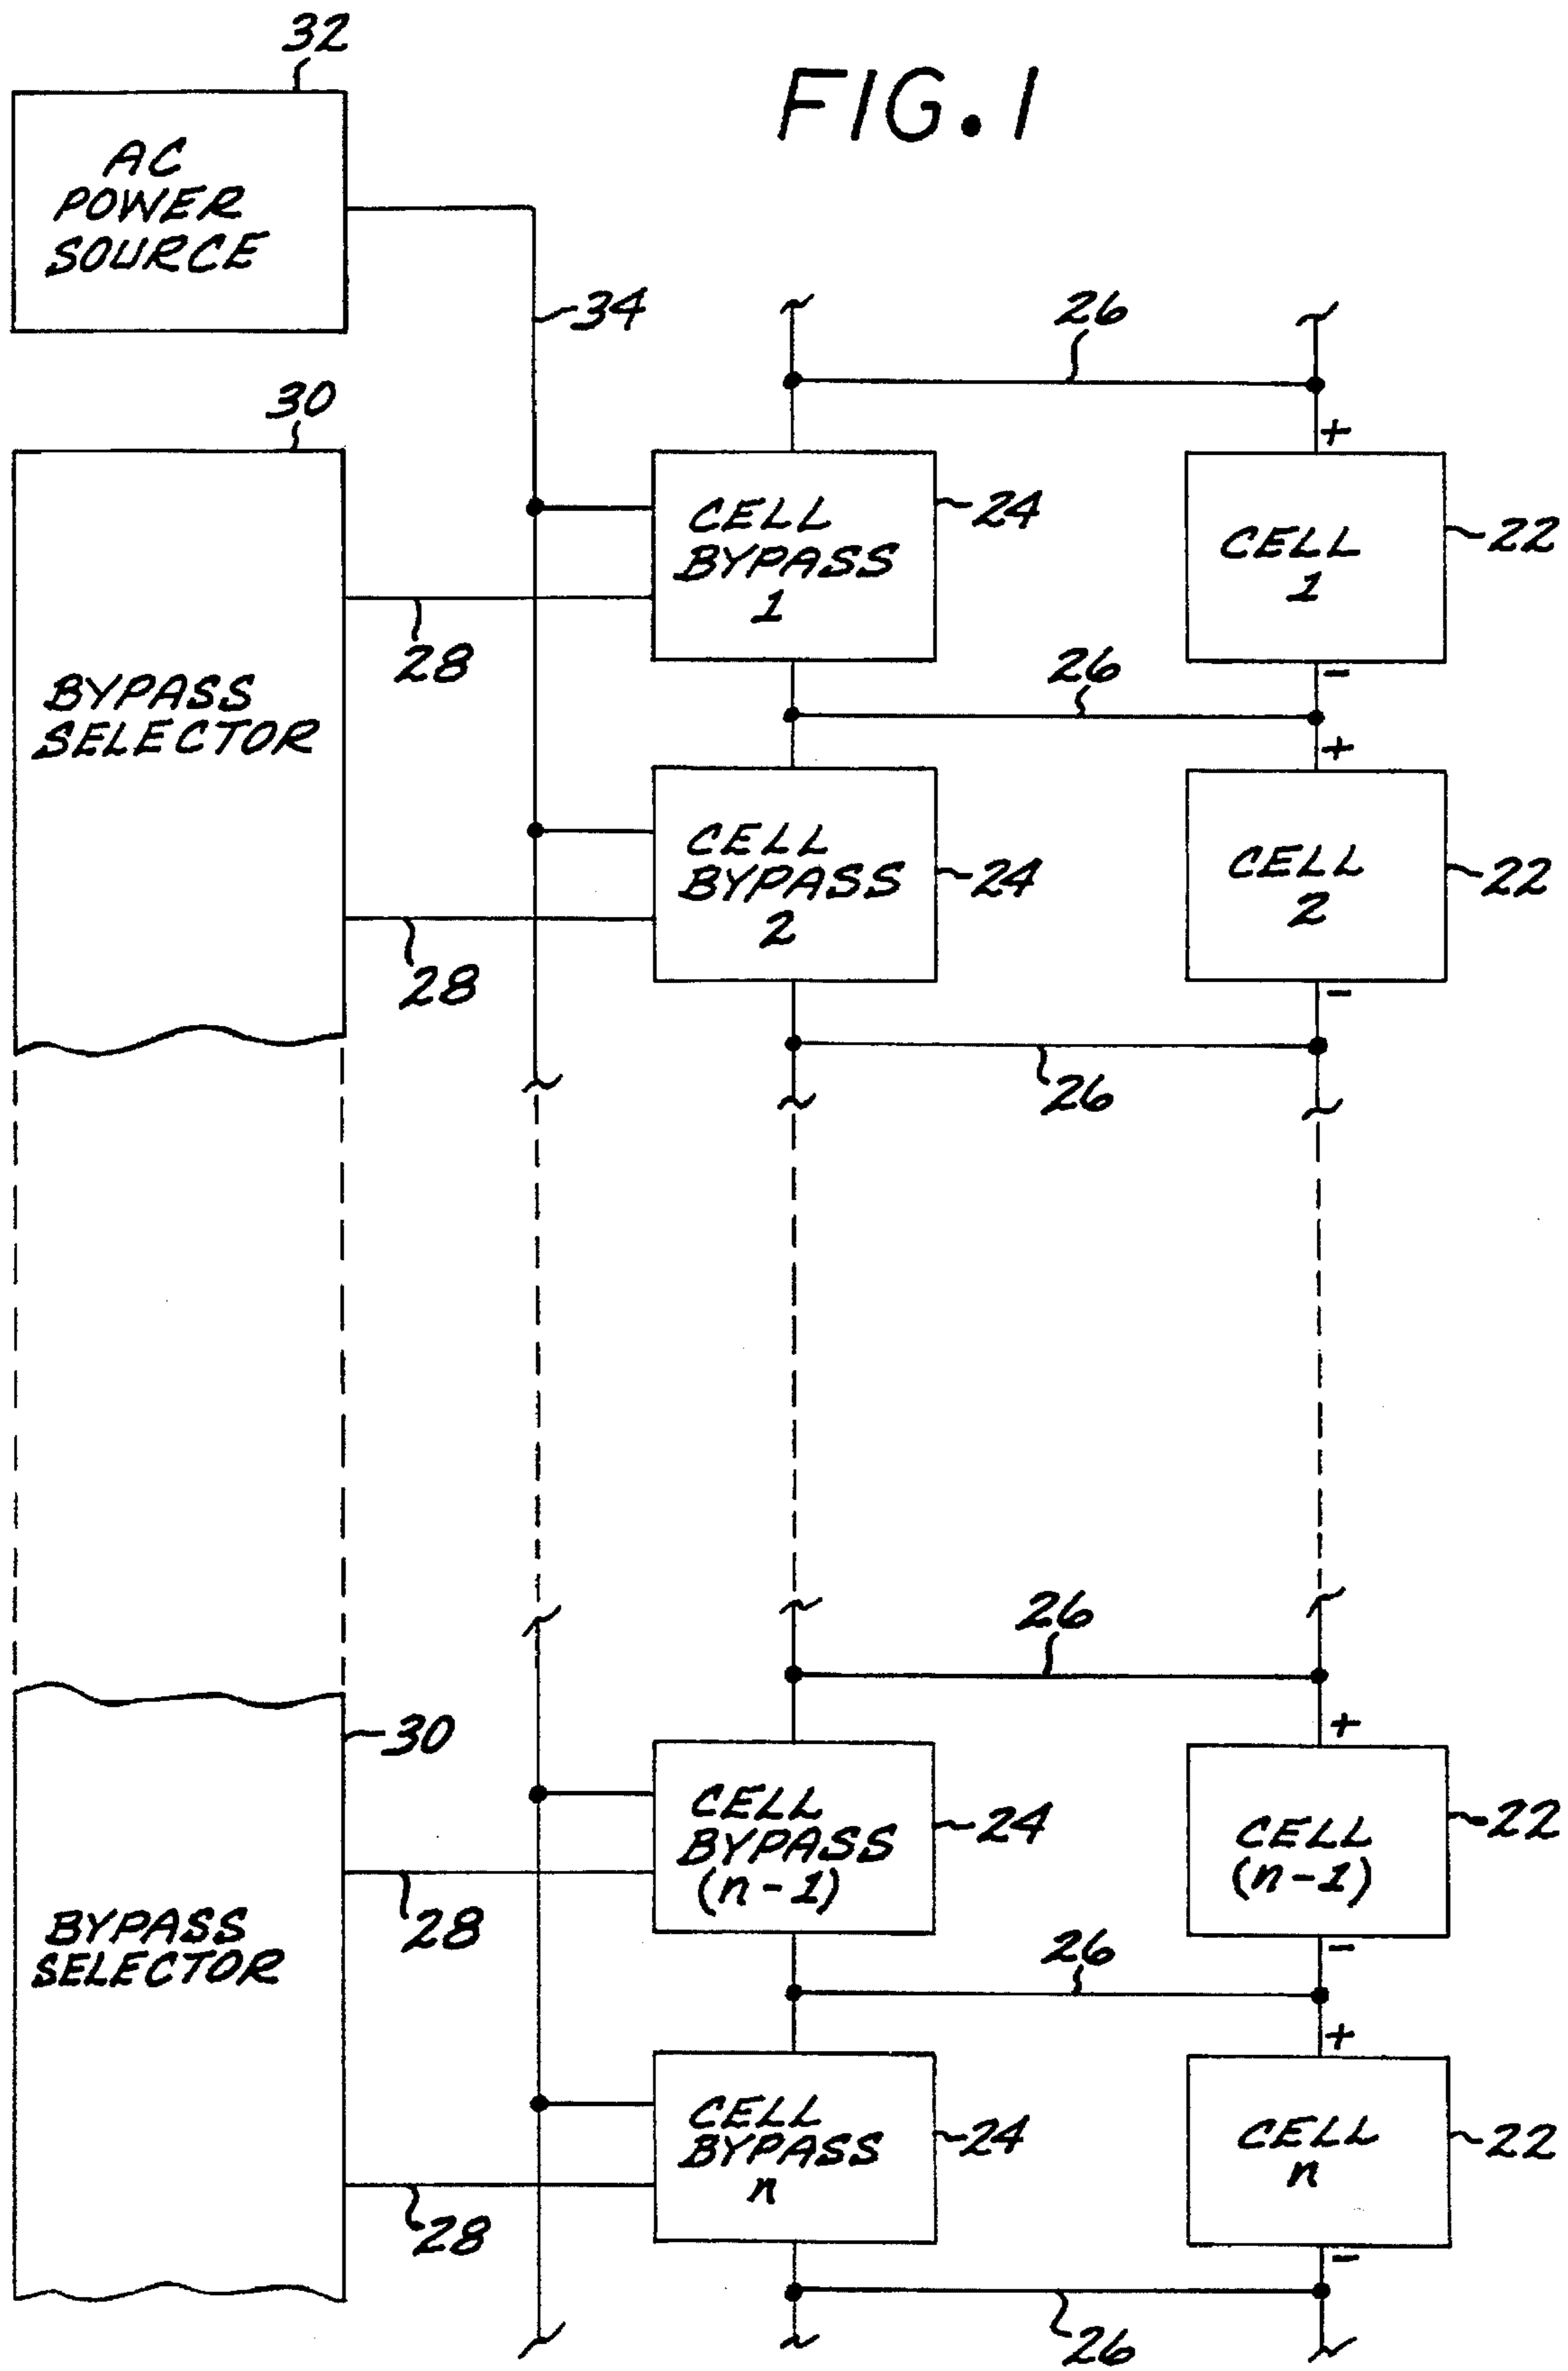 FIG. 1
32
AC
POWER
SOURCE
34
26
30
+
CELL
BYPASS
1
24
CELL
1
22
28
BYPASS
SELECTOR
26
-
+
CELL
BYPASS
2
24
CELL
2
22
28
-
26
26
30
+
CELL
BYPASS
(n-1)
24
CELL
(n-1)
22
28
BYPASS
SELECTOR
26
-
+
CELL
BYPASS
n
24
CELL
n
22
28
-
26